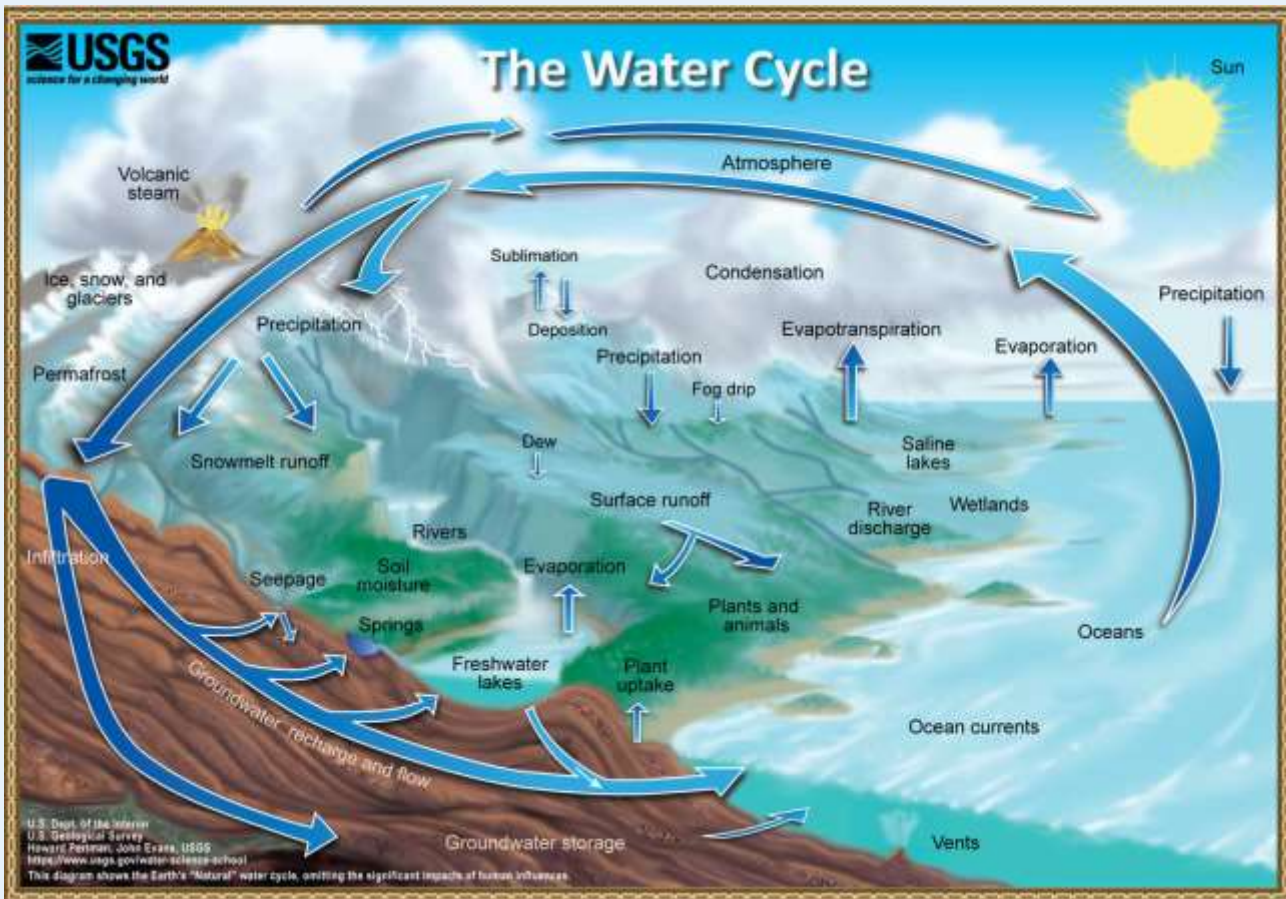 USGS
science for a changing world
The Water Cycle
Sun
Atmosphere
Volcanic
steam
Sublimation
Condensation
Ice, snow, and
glaciers
Precipitation
Precipitation
Deposition
Evapotranspiration
Evaporation
Precipitation
Permafrost
Fog drip
Dew
Saline
lakes
Snowmelt runoff
Surface runoff
River
discharge
Wetlands
Rivers
Infiltration
Soil
moisture
Seepage
Evaporation
Plants and
animals
Springs
Oceans
Freshwater
lakes
Plant
uptake
Groundwater recharge and flow
Ocean currents
Groundwater storage
Vents
U.S. Dept. of the Interior
U.S. Geological Survey
Howard Perlman, John Evans, USGS
https://www.usgs.gov/water-science-school
This diagram shows the Earth's "Natural" water cycle, omitting the significant impacts of human influences.